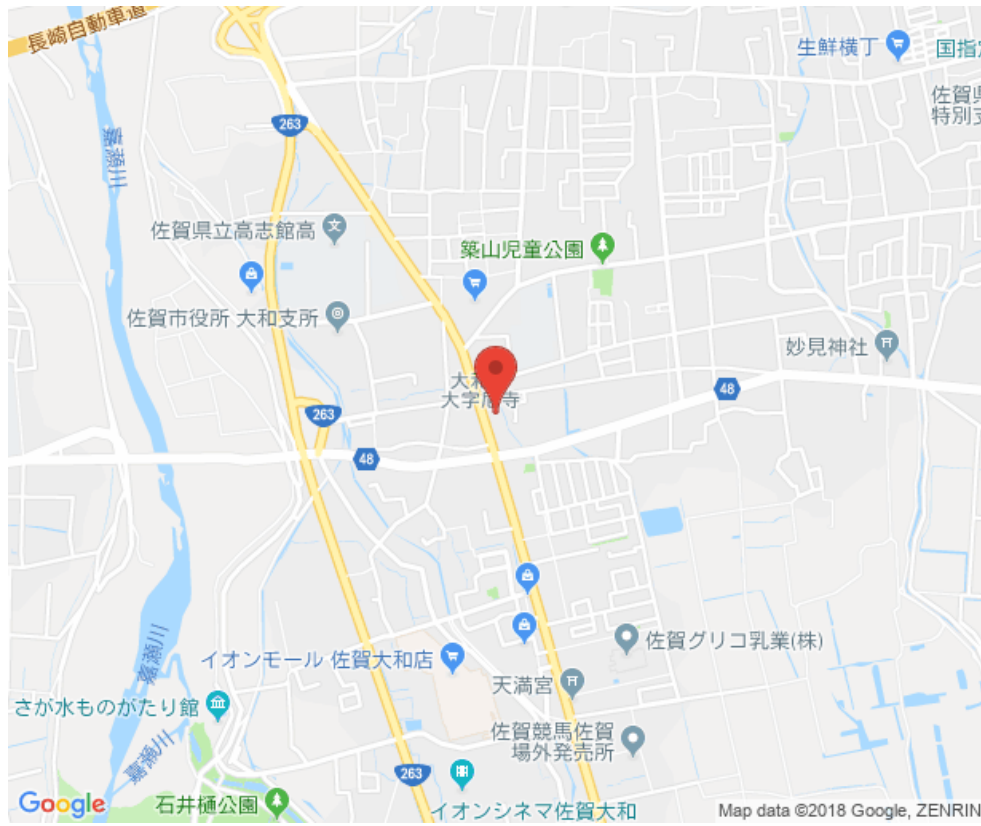 長崎自動車道
生鮮横丁
国指定
佐賀県
特別支
嘉瀬川
263
佐賀県立高志館高
築山児童公園
佐賀市役所 大和支所
妙見神社
大和
大字尼寺
48
263
48
佐賀グリコ乳業(株)
嘉瀬川
イオンモール 佐賀大和店
天満宮
さが水ものがたり館
佐賀競馬佐賀
場外発売所
嘉瀬川
263
Google
石井樋公園
イオンシネマ佐賀大和
Map data ©2018 Google, ZENRIN